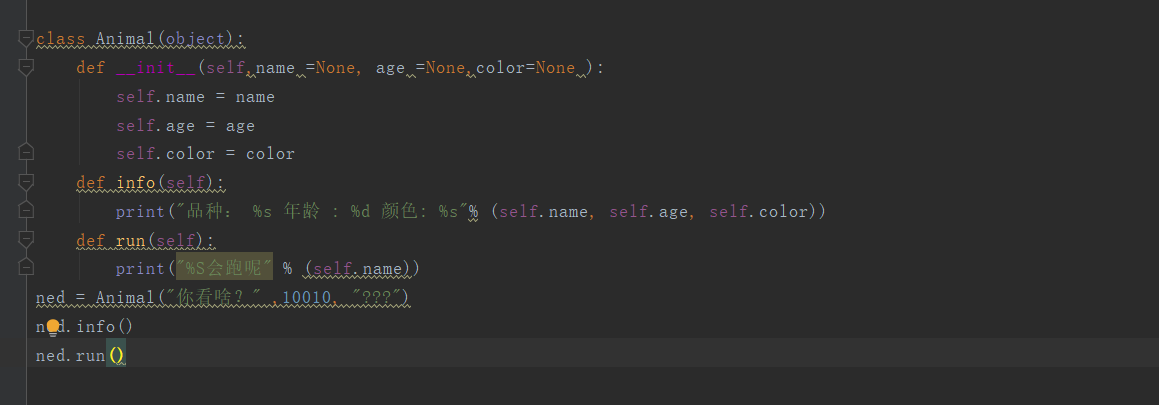 class Animal(object):
    def __init__(self,name =None, age =None,color=None ):
        self.name = name
        self.age = age
        self.color = color
    def info(self):
        print("品种： %s 年龄 : %d 颜色: %s"% (self.name, self.age, self.color))
    def run(self):
        print("%S会跑呢" % (self.name))
ned = Animal("你看啥？" ,10010, "???")
ned.info()
ned.run()